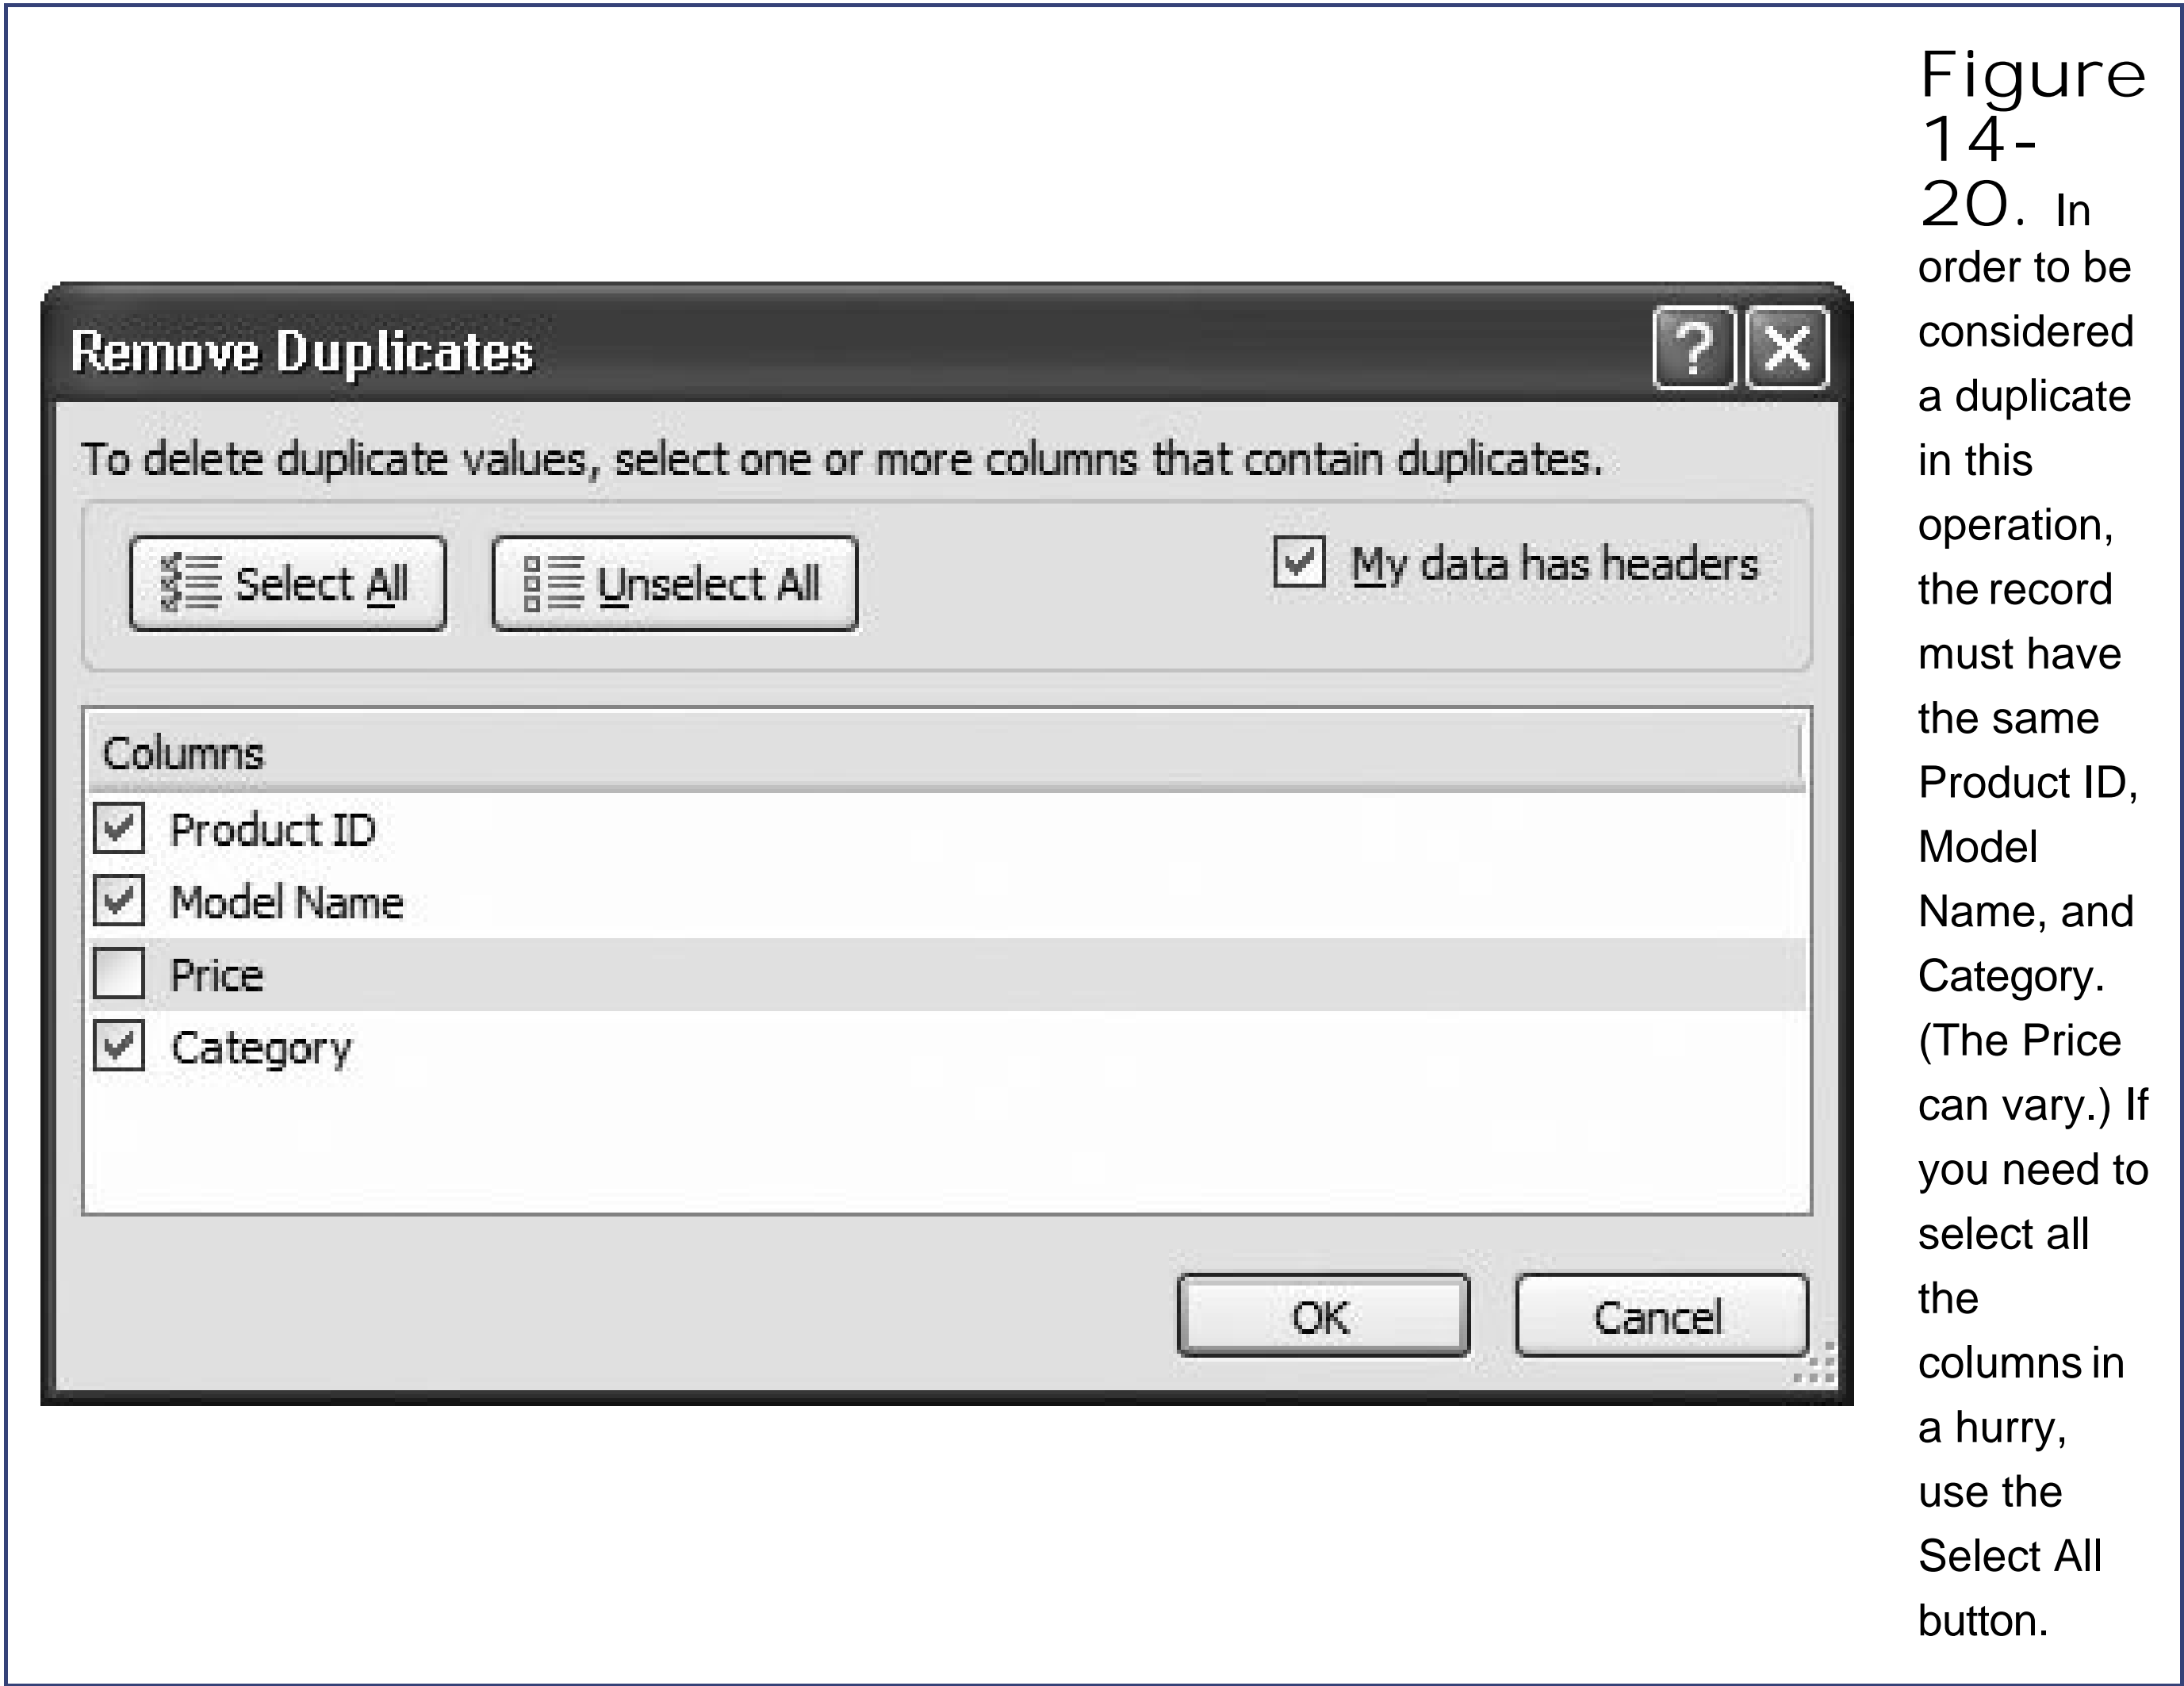 Remove Duplicates
To delete duplicate values, select one or more columns that contain duplicates.
Select All
Unselect All
My data has headers
Columns
Product ID
Model Name
Price
Category
OK
Cancel
Figure
14-
20. In
order to be
considered
a duplicate
in this
operation,
the record
must have
the same
Product ID,
Model
Name, and
Category.
(The Price
can vary.) If
you need to
select all
the
columns in
a hurry,
use the
Select All
button.